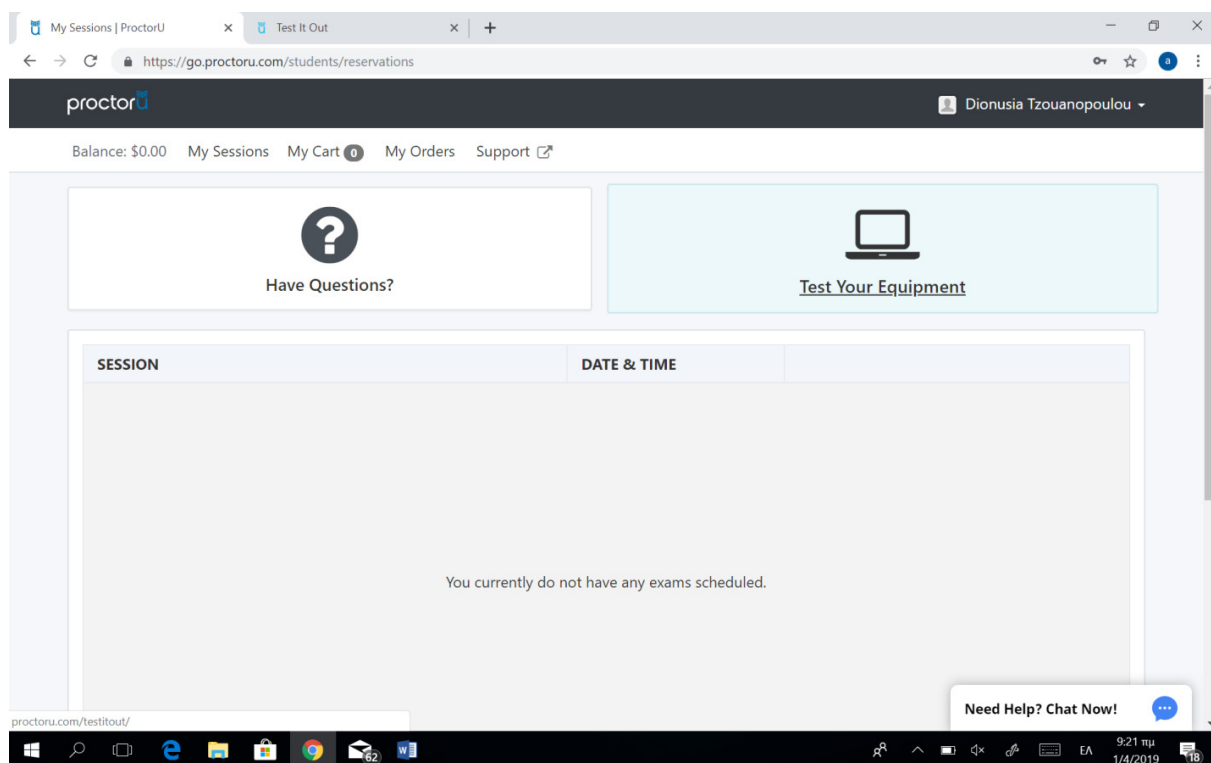 My Sessions | ProctorU
Test It Out
https://go.proctoru.com/students/reservations
a
proctoru
Dionusia Tzouanopoulou
Balance: $0.00 My Sessions My Cart 0 My Orders Support
?
Have Questions?
Test Your Equipment
SESSION DATE & TIME
You currently do not have any exams scheduled.
Need Help? Chat Now!
proctoru.com/testitout/
62
ΕΛ
9:21 πμ
1/4/2019
18